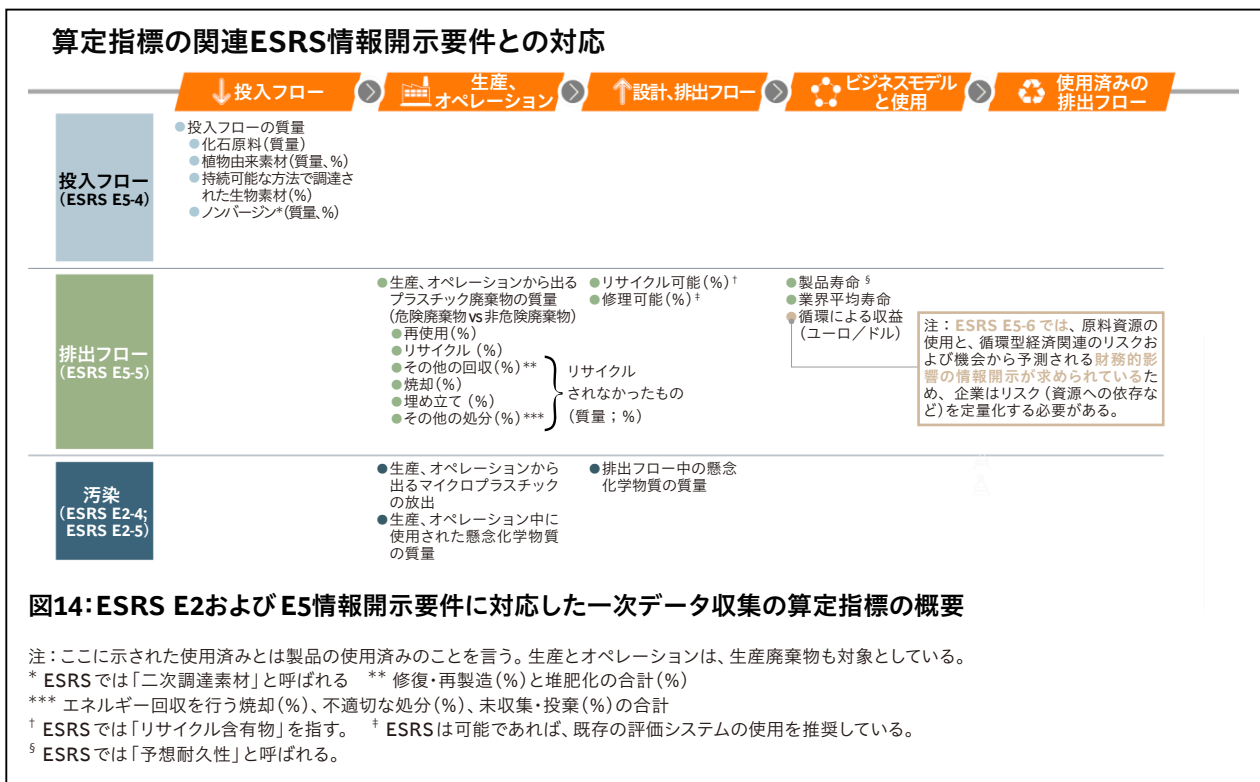 算定指標の関連ESRS情報開示要件との対応
投入フロー
生産、
オペレーション
設計、排出フロー
ビジネスモデル
と使用
使用済みの
排出フロー
投入フロー
(ESRS E5-4)
●投入フローの質量
●化石原料(質量)
●植物由来素材(質量、%)
●持続可能な方法で調達さ
れた生物素材(%)
●ノンバージン*(質量、%)
排出フロー
(ESRS E5-5)
●生産、オペレーションから出る
プラスチック廃棄物の質量
(危険廃棄物vs非危険廃棄物)
●再使用(%)
●リサイクル (%)
●その他の回収(%)**
●焼却(%)
●埋め立て (%)
●その他の処分(%)***
リサイクル
されなかったもの
(質量;%)
●リサイクル可能(%)†
●修理可能(%)‡
●製品寿命 §
●業界平均寿命
●循環による収益
(ユーロ/ドル)
注:ESRS E5-6 では、原料資源の
使用と、循環型経済関連のリスクお
よび機会から予測される財務的影
響の情報開示が求められているた
め、企業はリスク(資源への依存な
ど)を定量化する必要がある。
汚染
(ESRS E2-4;
ESRS E2-5)
●生産、オペレーションから
出るマイクロプラスチック
の放出
●生産、オペレーション中に
使用された懸念化学物質
の質量
●排出フロー中の懸念
化学物質の質量
図14:ESRS E2および E5情報開示要件に対応した一次データ収集の算定指標の概要
注:ここに示された使用済みとは製品の使用済みのことを言う。生産とオペレーションは、生産廃棄物も対象としている。
* ESRSでは「二次調達素材」と呼ばれる ** 修復・再製造(%)と堆肥化の合計(%)
*** エネルギー回収を行う焼却(%)、不適切な処分(%)、未収集・投棄(%)の合計
† ESRSでは「リサイクル含有物」を指す。 ‡ ESRSは可能であれば、既存の評価システムの使用を推奨している。
§ ESRSでは「予想耐久性」と呼ばれる。